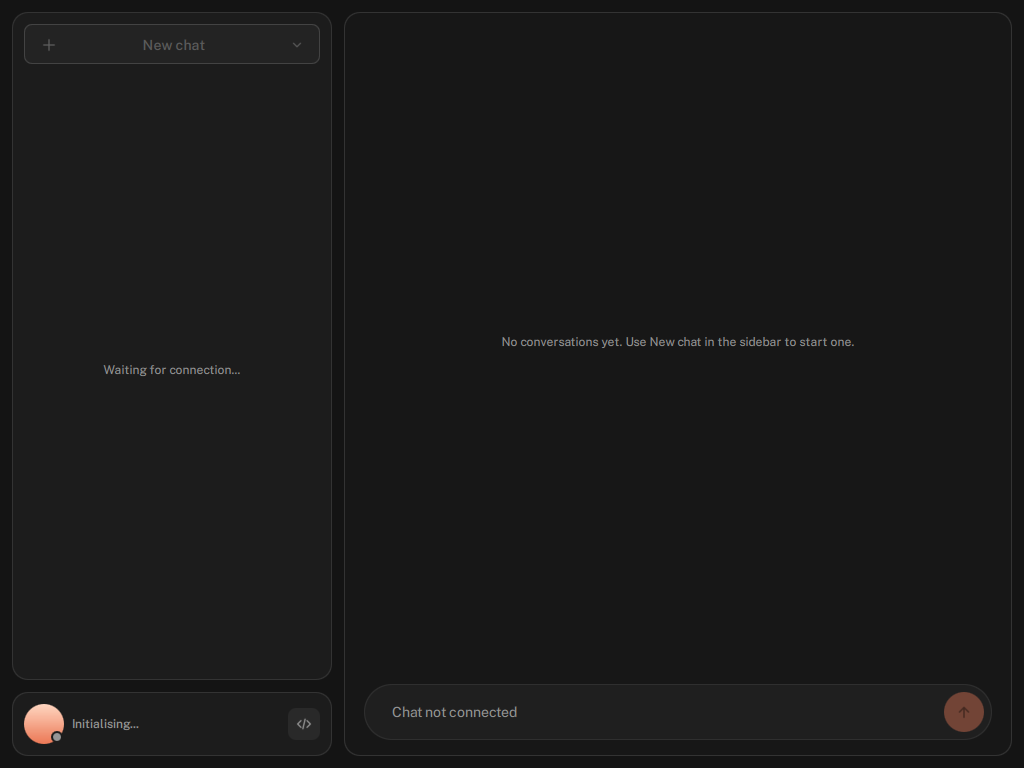 New chat
Waiting for connection...
Initialising...
No conversations yet. Use New chat in the sidebar to start one.
Chat not connected